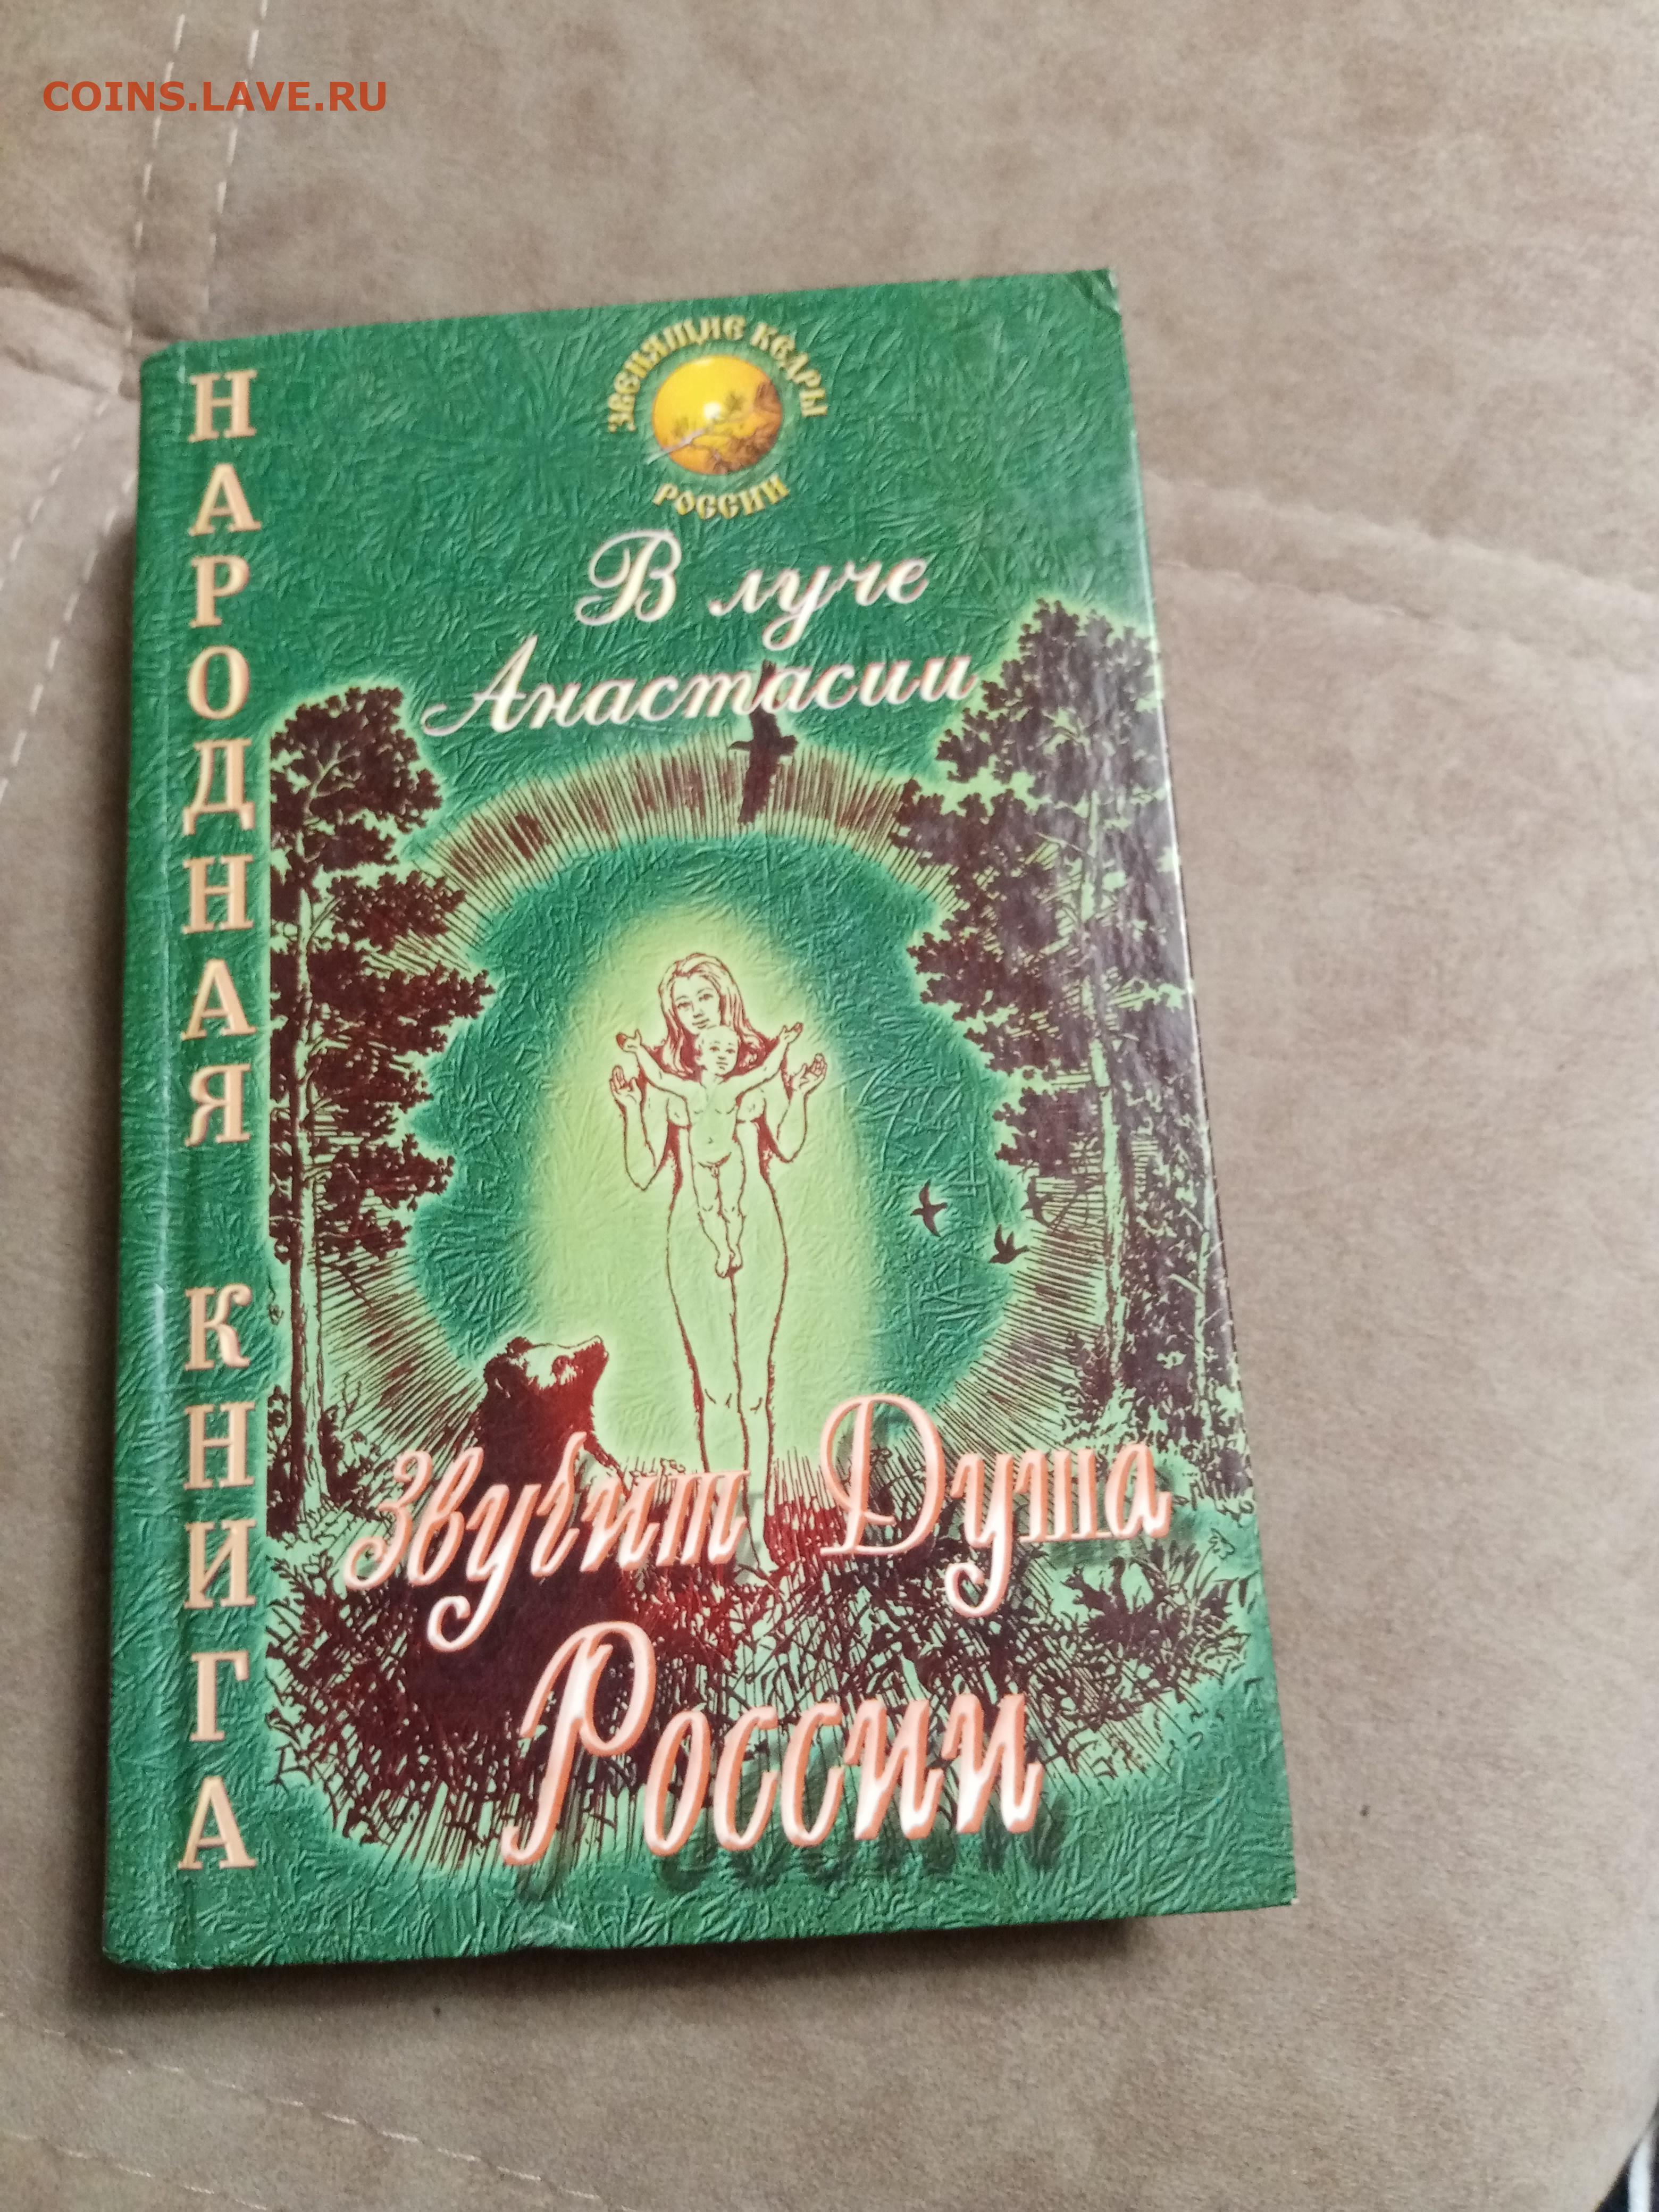 COINS.LAVE.RU
ЗВЕНЯЩИЕ КЕДРЫ
РОССИИ
В луче
Анастасии
НАРОДНАЯ КНИГА
Звучит Душа
России